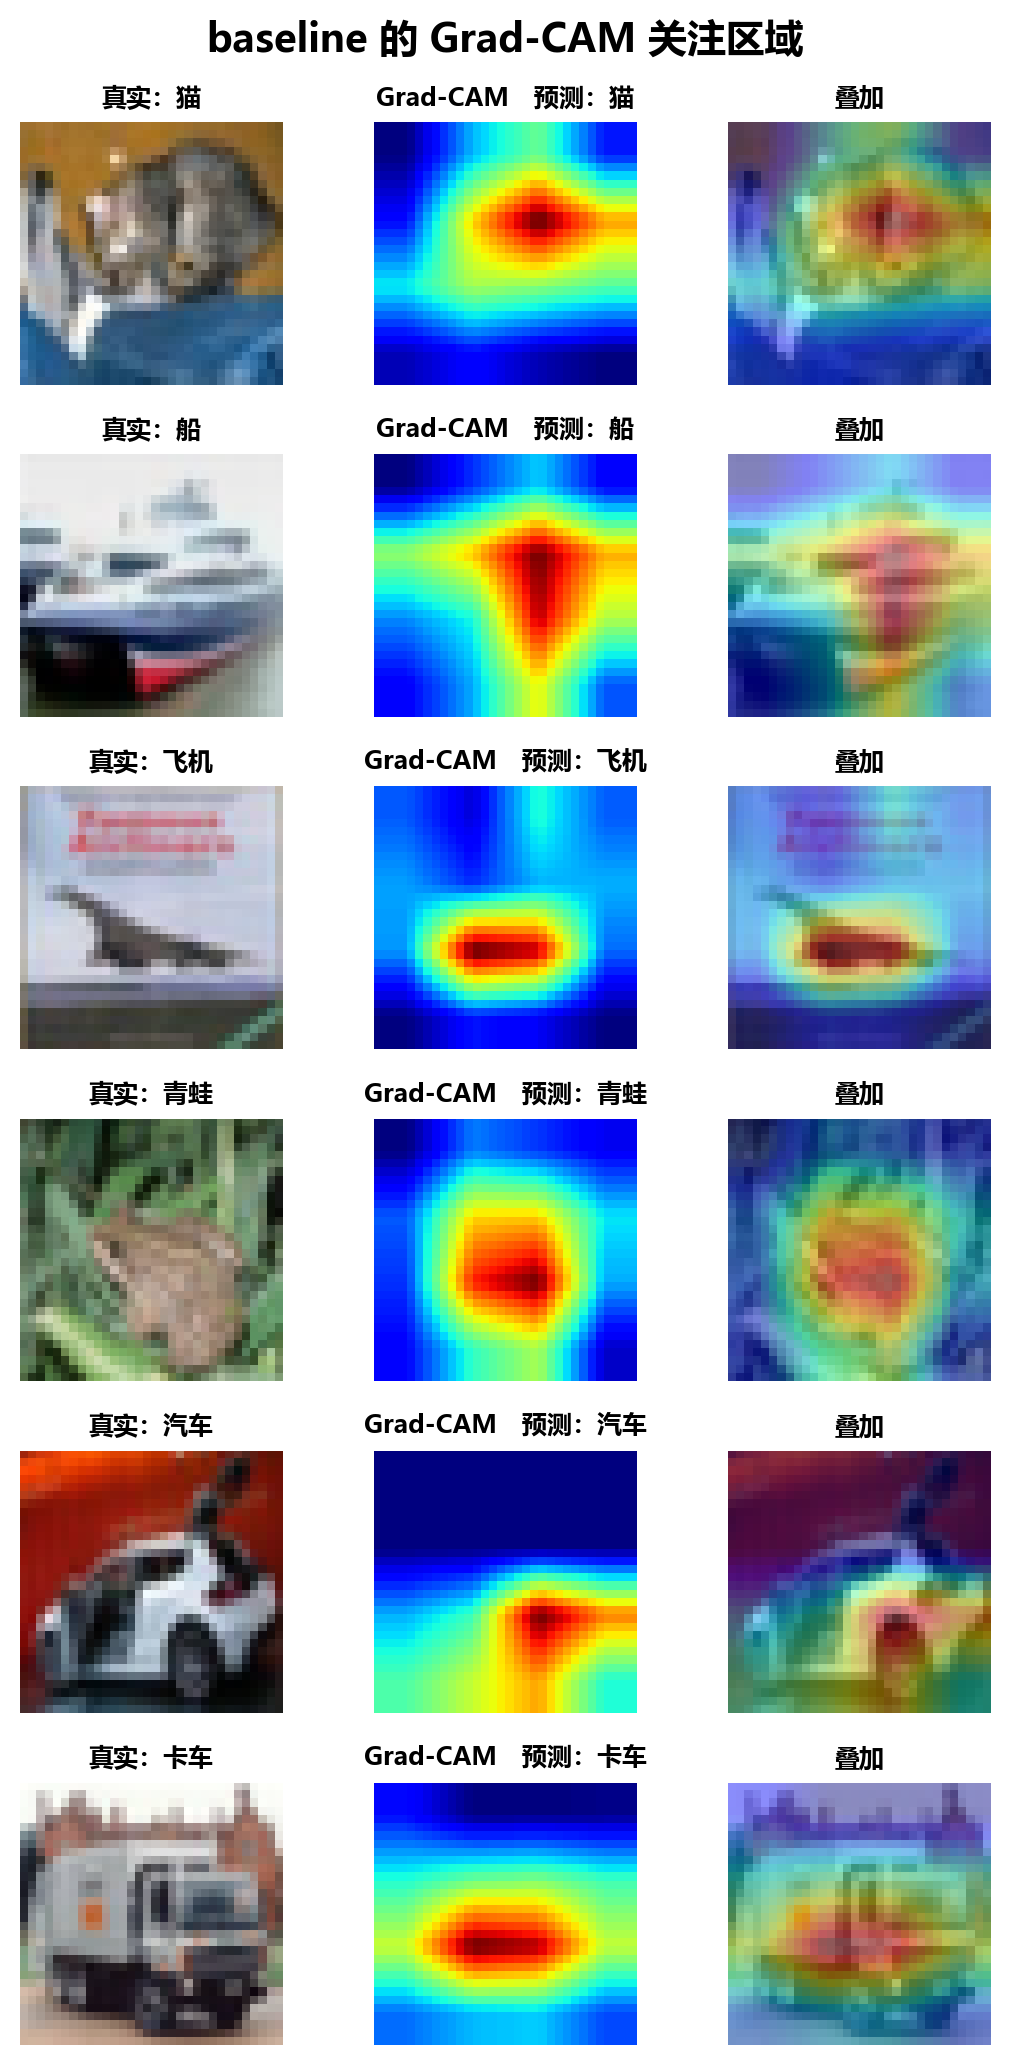 baseline 的 Grad-CAM 关注区域
真实：猫 Grad-CAM 预测：猫 叠加
真实：船 Grad-CAM 预测：船 叠加
真实：飞机 Grad-CAM 预测：飞机 叠加
真实：青蛙 Grad-CAM 预测：青蛙 叠加
真实：汽车 Grad-CAM 预测：汽车 叠加
真实：卡车 Grad-CAM 预测：卡车 叠加